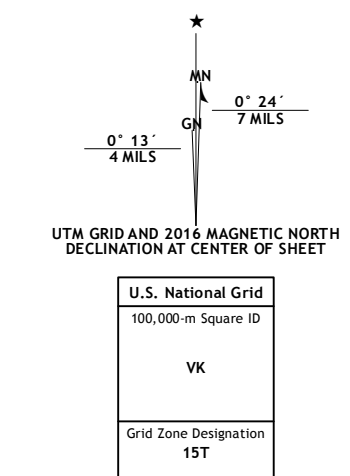 MN
0° 24´
7 MILS
GN
0° 13´
4 MILS
UTM GRID AND 2016 MAGNETIC NORTH
DECLINATION AT CENTER OF SHEET
U.S. National Grid
100,000-m Square ID
VK
Grid Zone Designation
15T